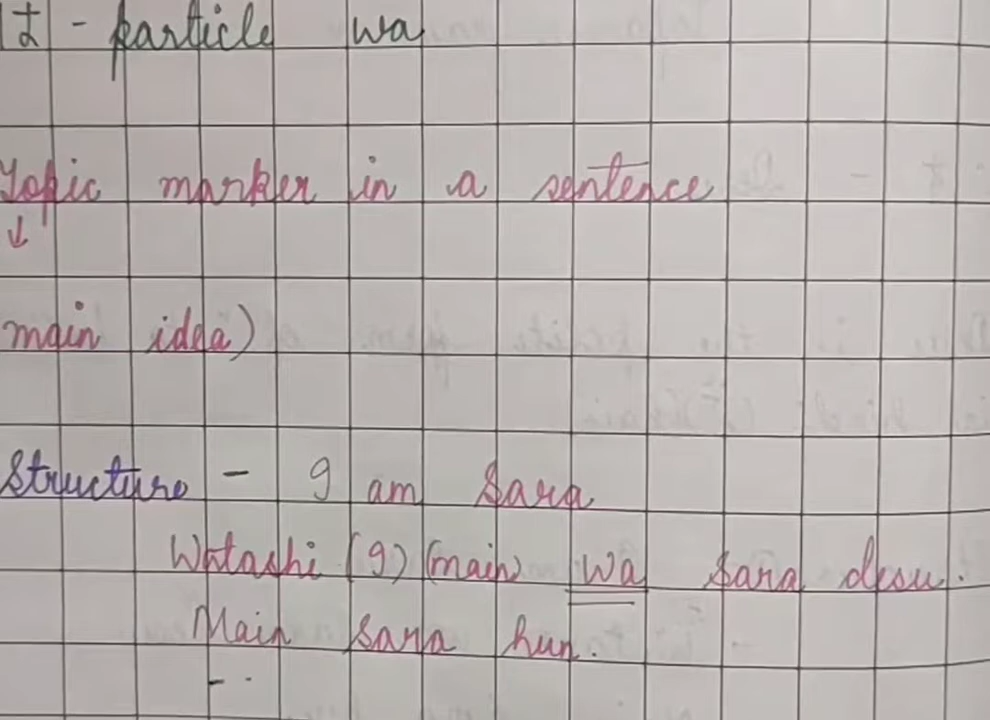 は - particle wa
Topic marker in a sentence
↓
main idea)
Structure - I am Sara
Watashi (I) (main) wa Sara desu.
Main sara hun.